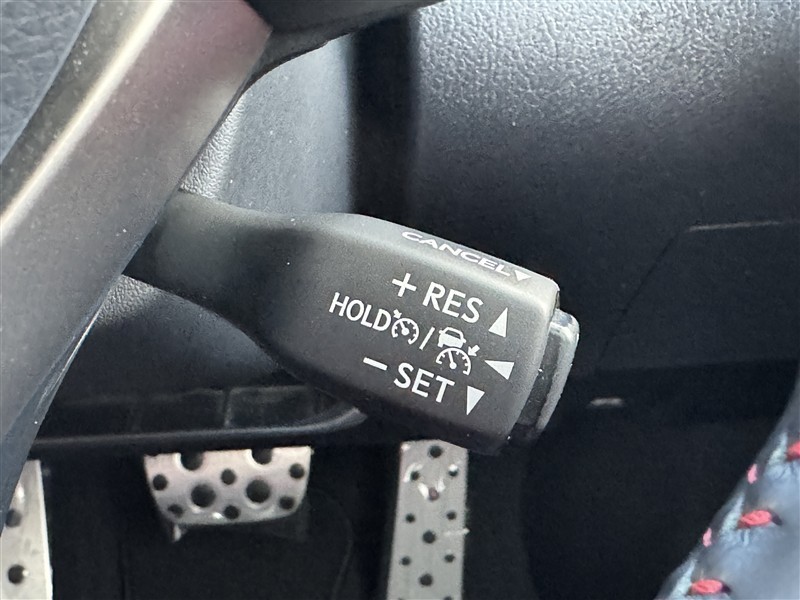 CANCEL▼
+ RES ▲
HOLD / ◀
− SET ▼